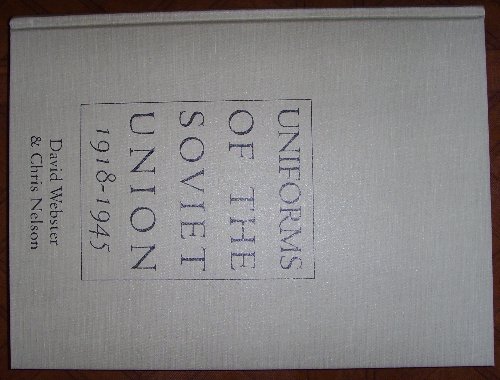 UNIFORMS
OF THE
SOVIET
UNION
1918-1945
David Webster
& Chris Nelson